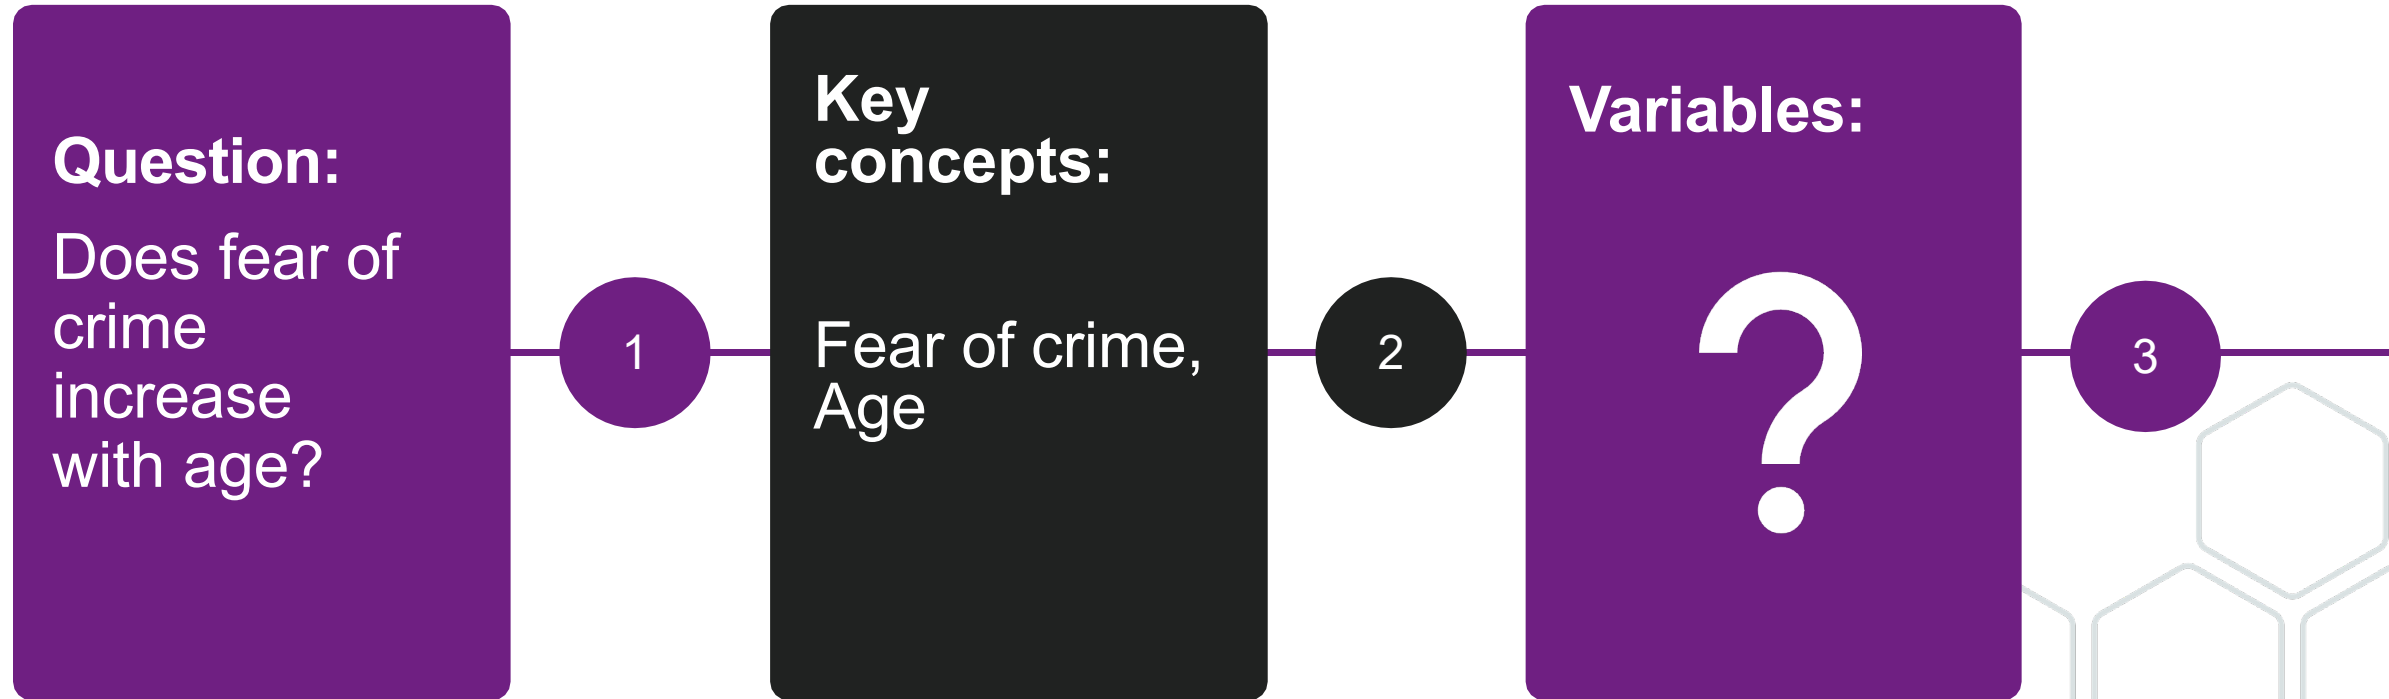 Question:
Does fear of
crime
increase
with age?
1
Key
concepts:
Fear of crime,
Age
2
Variables:
?
3